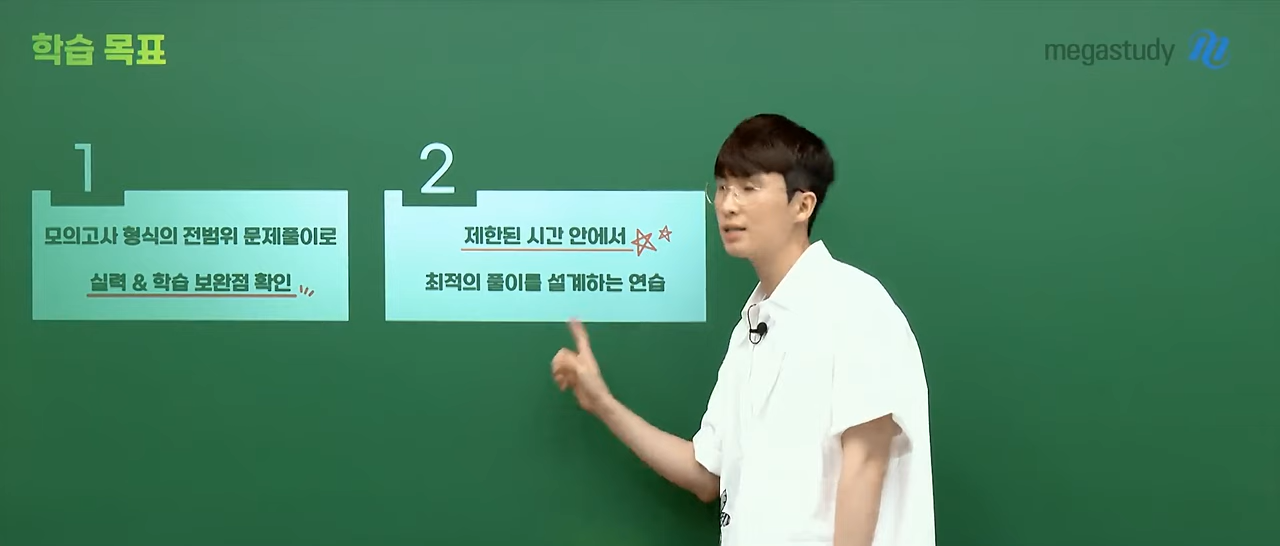 학습 목표
megastudy
1
모의고사 형식의 전범위 문제풀이로
실력 & 학습 보완점 확인
2
제한된 시간 안에서
최적의 풀이를 설계하는 연습